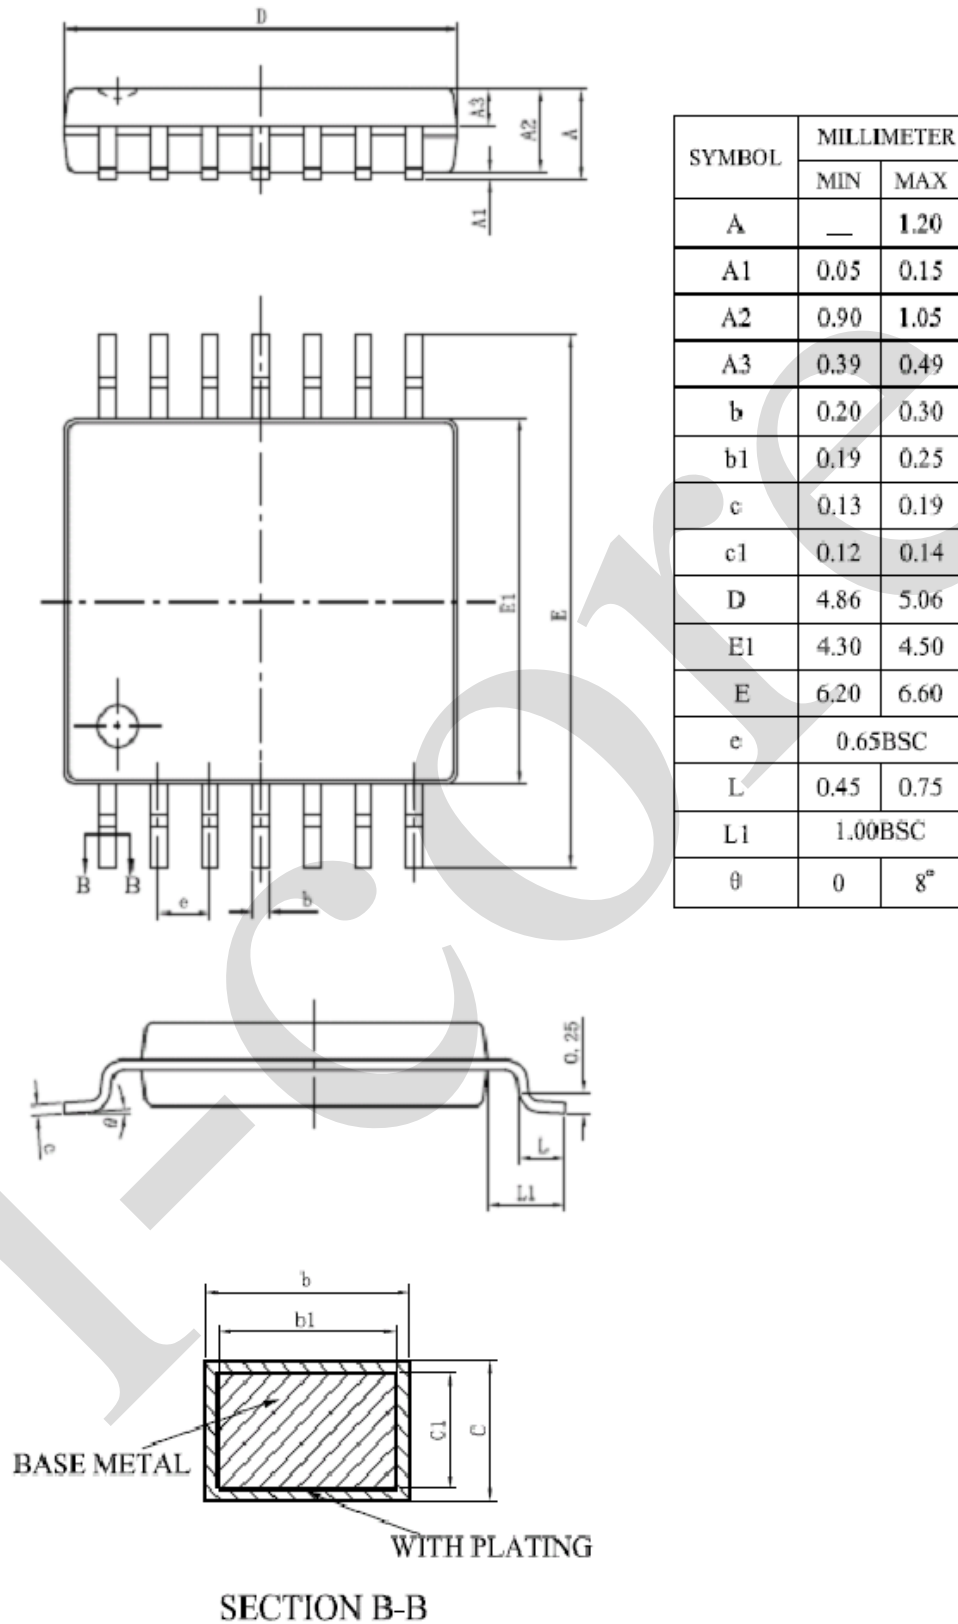 D
A3
A2
A
A1
E1
E
B
B
e
b
0.25
θ
c
L
L1
b
b1
C1
C
BASE METAL
WITH PLATING
SECTION B-B
SYMBOL MILLIMETER
MIN MAX
A — 1.20
A1 0.05 0.15
A2 0.90 1.05
A3 0.39 0.49
b 0.20 0.30
b1 0.19 0.25
c 0.13 0.19
c1 0.12 0.14
D 4.86 5.06
E1 4.30 4.50
E 6.20 6.60
e 0.65BSC
L 0.45 0.75
L1 1.00BSC
θ 0 8°
i-core